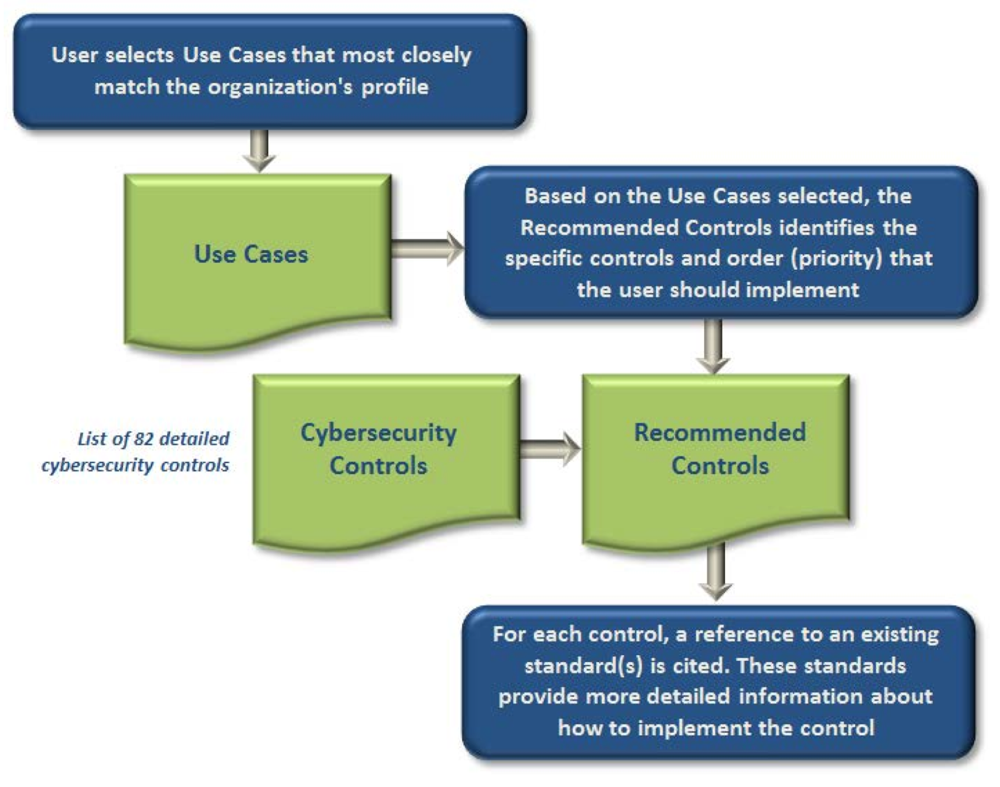 User selects Use Cases that most closely
match the organization's profile
Use Cases
Based on the Use Cases selected, the
Recommended Controls identifies the
specific controls and order (priority) that
the user should implement
List of 82 detailed
cybersecurity controls
Cybersecurity
Controls
Recommended
Controls
For each control, a reference to an existing
standard(s) is cited. These standards
provide more detailed information about
how to implement the control